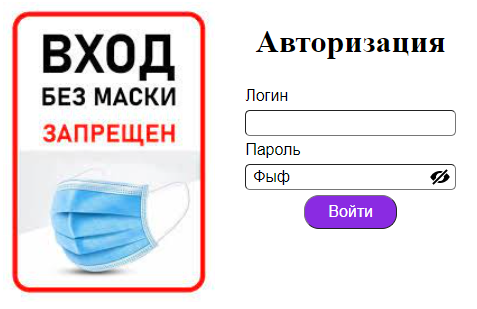 ВХОД
БЕЗ МАСКИ
ЗАПРЕЩЕН
Авторизация
Логин
Пароль
Фыф
Войти